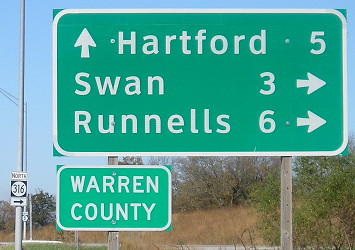 Hartford 5
Swan 3
Runnells 6
WARREN
COUNTY
NORTH
316